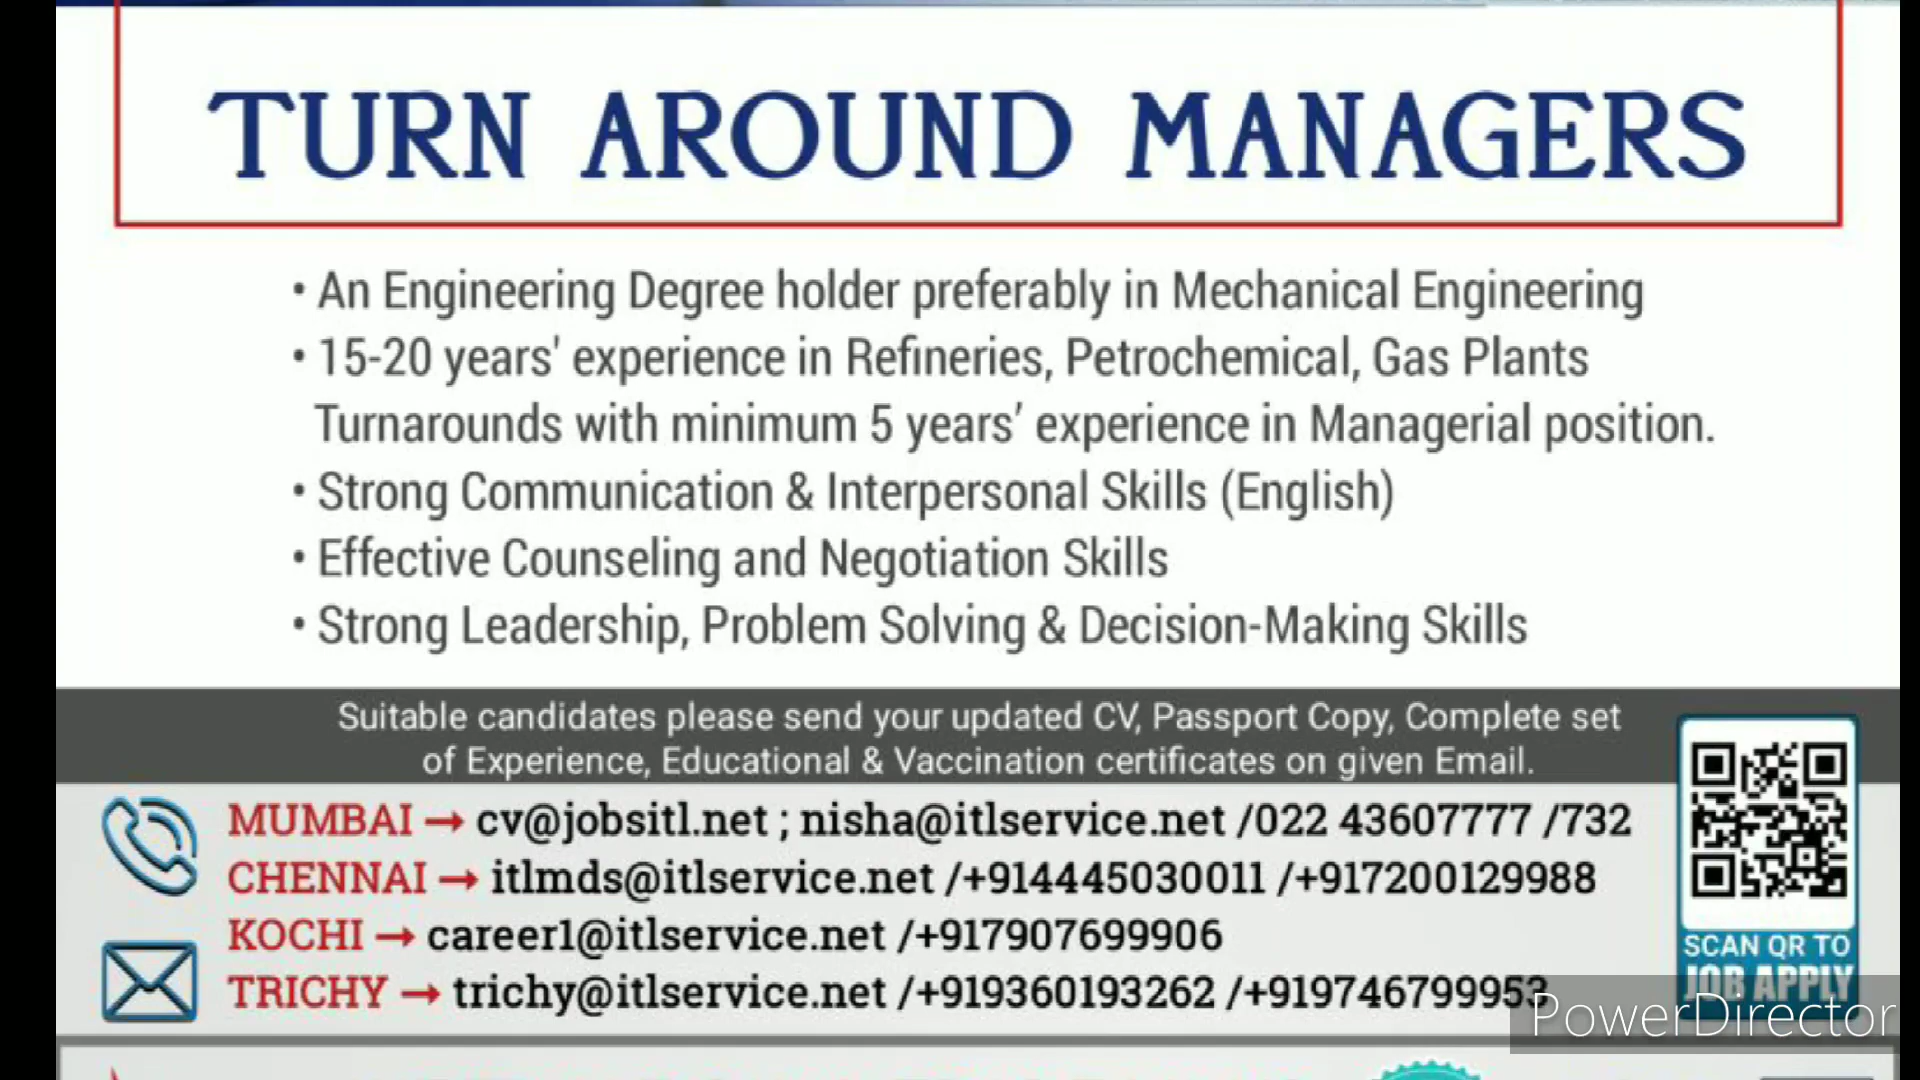 TURN AROUND MANAGERS
• An Engineering Degree holder preferably in Mechanical Engineering
• 15-20 years' experience in Refineries, Petrochemical, Gas Plants
Turnarounds with minimum 5 years’ experience in Managerial position.
• Strong Communication & Interpersonal Skills (English)
• Effective Counseling and Negotiation Skills
• Strong Leadership, Problem Solving & Decision-Making Skills
Suitable candidates please send your updated CV, Passport Copy, Complete set
of Experience, Educational & Vaccination certificates on given Email.
MUMBAI → cv@jobsitl.net ; nisha@itlservice.net /022 43607777 /732
CHENNAI → itlmds@itlservice.net /+914445030011 /+917200129988
KOCHI → career1@itlservice.net /+917907699906
TRICHY → trichy@itlservice.net /+919360193262 /+919746799953
SCAN QR TO
JOB APPLY
PowerDirector